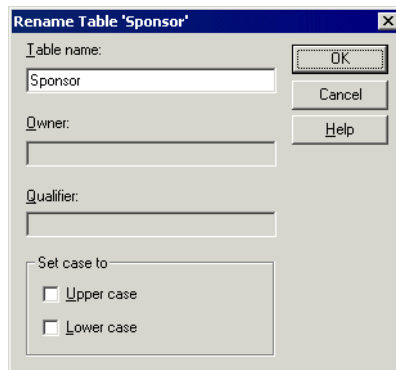 Rename Table 'Sponsor'
Table name:
Sponsor
OK
Cancel
Owner:
Help
Qualifier:
Set case to
Upper case
Lower case